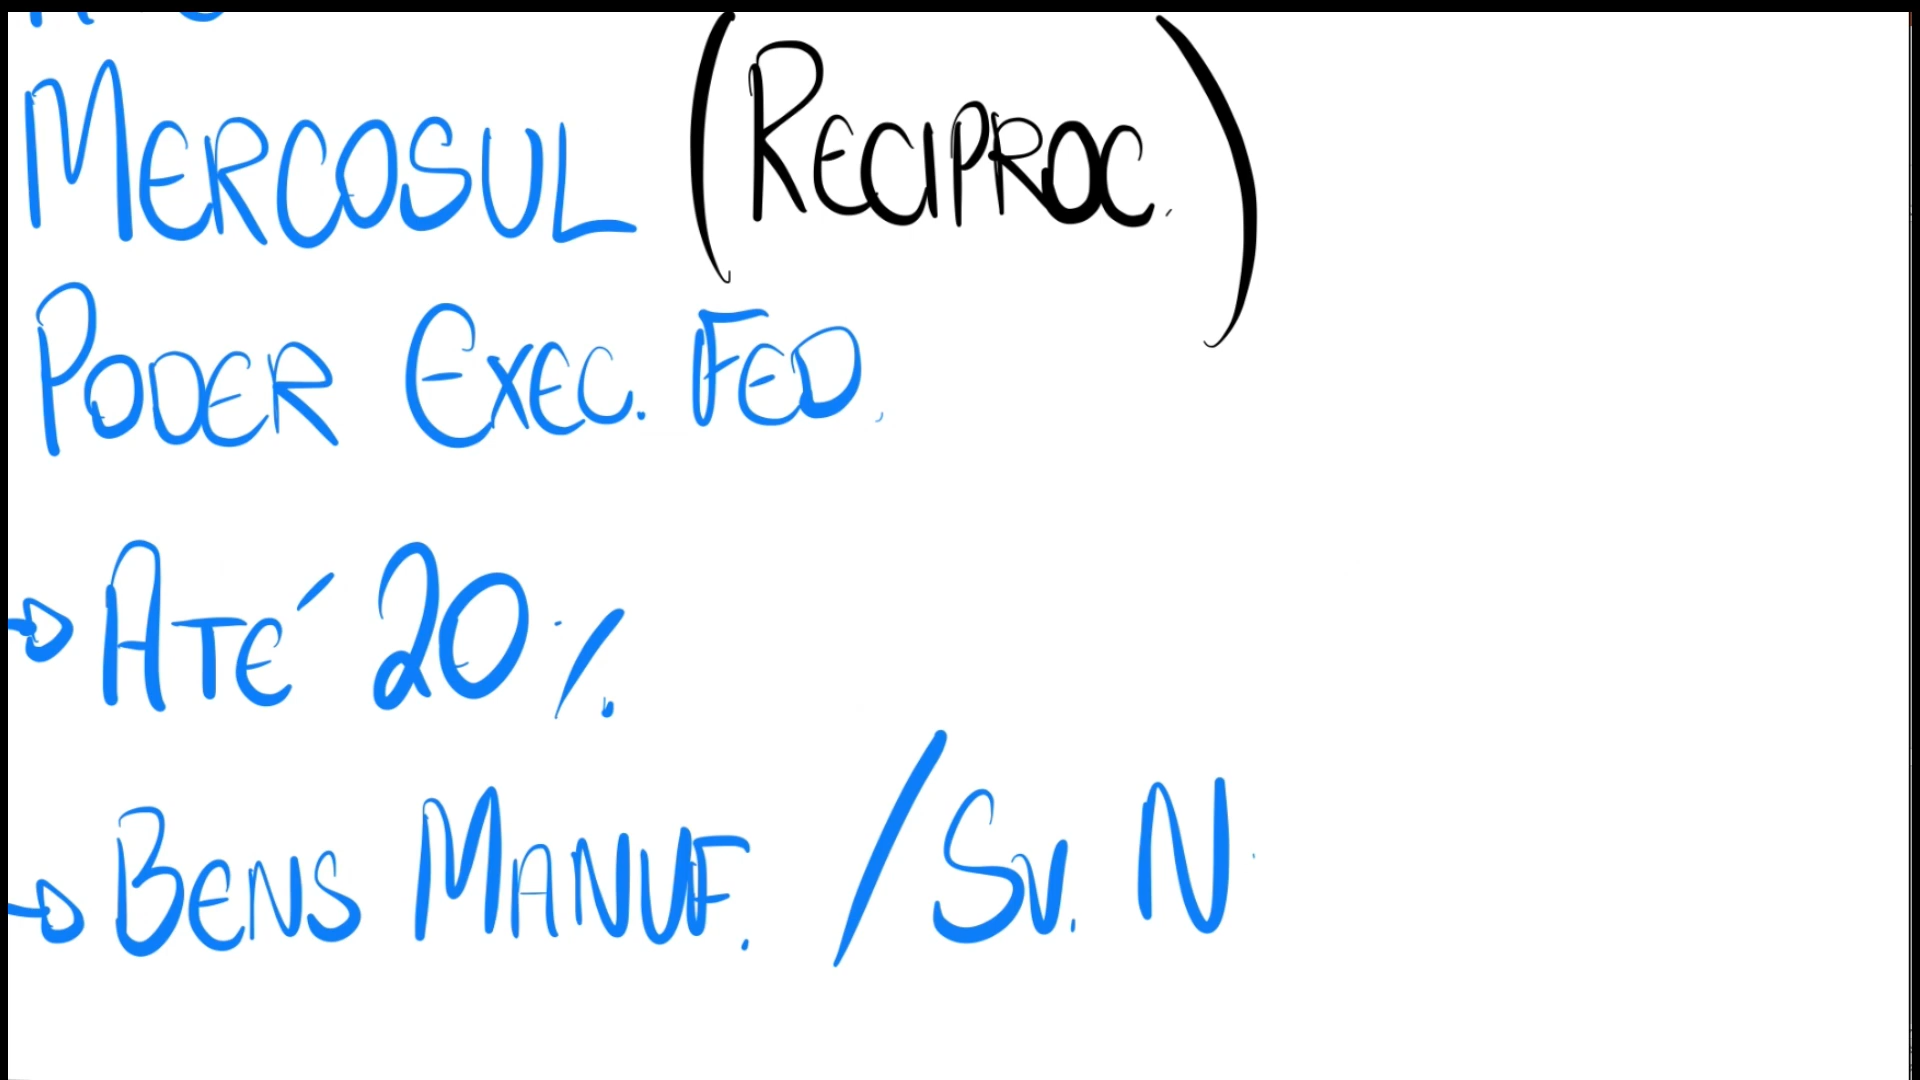 MERCOSUL (RECIPROC.)
PODER EXEC. FED.
→ ATÉ 20%
→ BENS MANUF. / SV. N